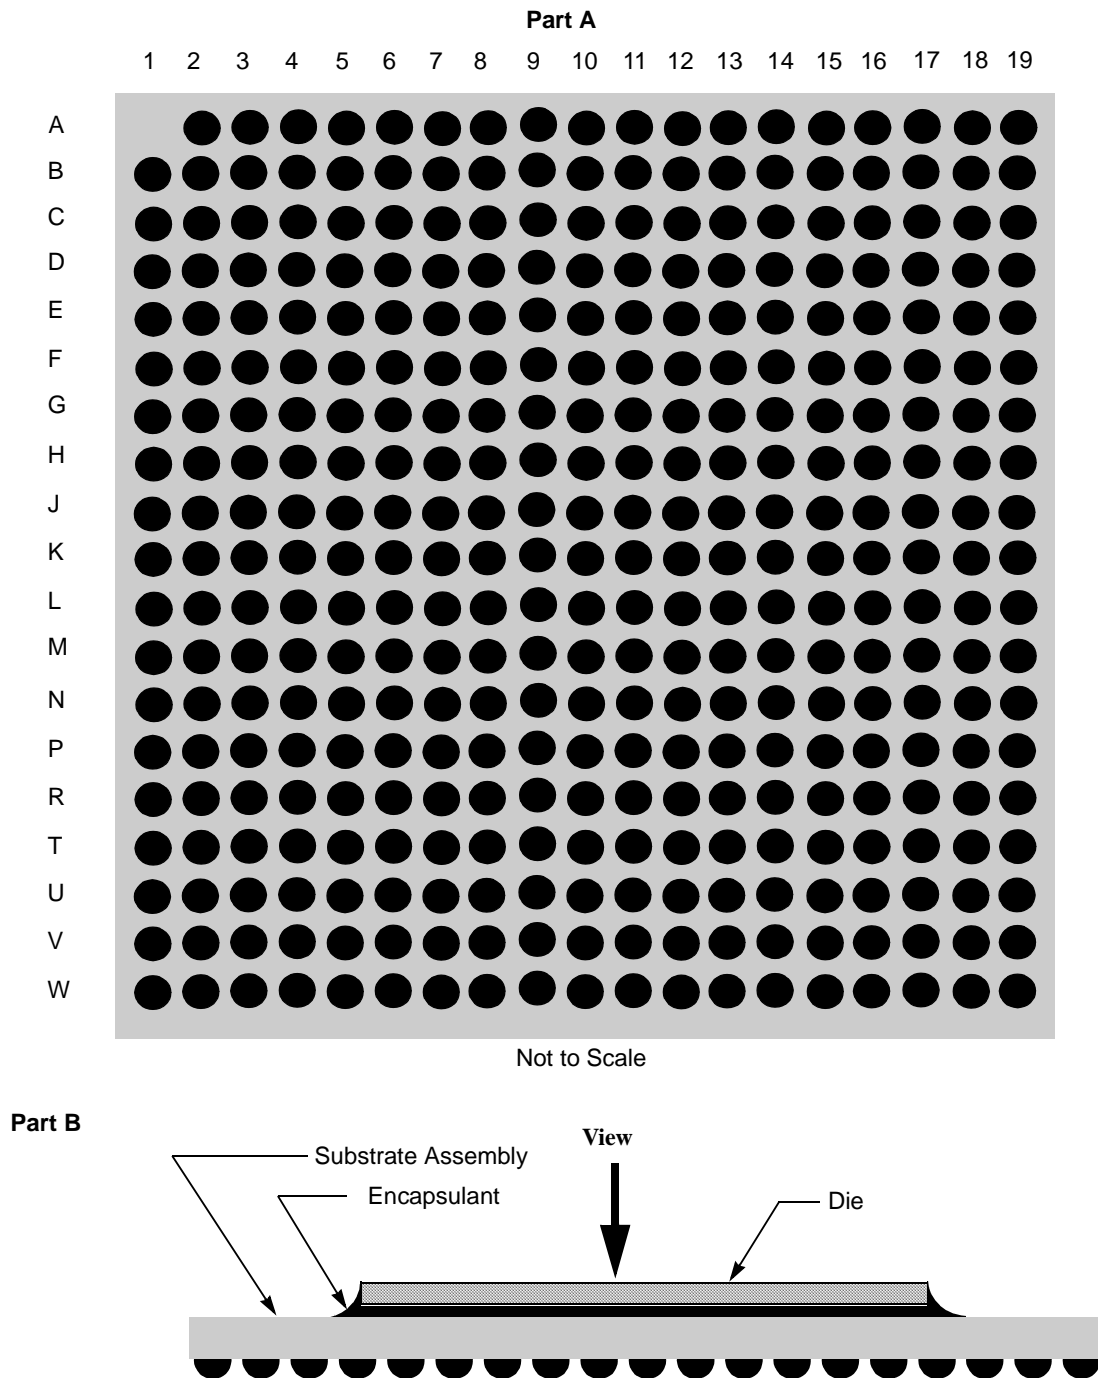 Part A
1 2 3 4 5 6 7 8 9 10 11 12 13 14 15 16 17 18 19
A
B
C
D
E
F
G
H
J
K
L
M
N
P
R
T
U
V
W
Not to Scale
Part B
View
Substrate Assembly
Encapsulant
Die